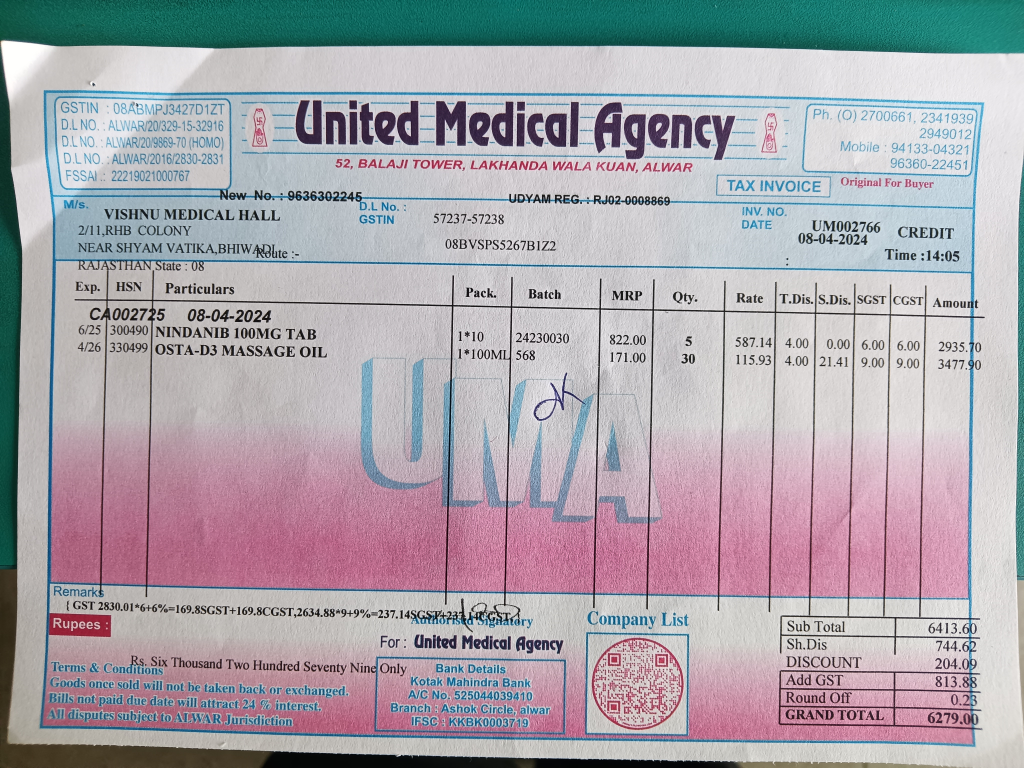 GSTIN : 08ABMPJ3427D1ZT
D.L NO. : ALWAR/20/329-15-32916
D.L NO. : ALWAR/20/9869-70 (HOMO)
D.L NO. : ALWAR/2016/2830-2831
FSSAI.: 22219021000767
United Medical Agency
52, BALAJI TOWER, LAKHANDA WALA KUAN, ALWAR
Ph. (O) 2700661, 2341939
2949012
Mobile : 94133-04321
96360-22451
TAX INVOICE
Original For Buyer
New No. : 9636302245
UDYAM REG. : RJ02-0008869
M/s.
VISHNU MEDICAL HALL
2/11,RHB COLONY
NEAR SHYAM VATIKA,BHIWADI
Route :-
RAJASTHAN State : 08
D.L No. : 57237-57238
GSTIN
08BVSPS5267B1Z2
INV. NO. UM002766
DATE 08-04-2024
CREDIT
: Time :14:05
Exp. HSN Particulars Pack. Batch MRP Qty. Rate T.Dis. S.Dis. SGST CGST Amount
CA002725 08-04-2024
6/25 300490 NINDANIB 100MG TAB 1*10 24230030 822.00 5 587.14 4.00 0.00 6.00 6.00 2935.70
4/26 330499 OSTA-D3 MASSAGE OIL 1*100ML 568 171.00 30 115.93 4.00 21.41 9.00 9.00 3477.90
UMA
Remarks
{ GST 2830.01*6+6%=169.8SGST+169.8CGST,2634.88*9+9%=237.14SGST+237.14CGST
Rupees :
Rs. Six Thousand Two Hundred Seventy Nine Only
Terms & Conditions
Goods once sold will not be taken back or exchanged.
Bills not paid due date will attract 24 % interest.
All disputes subject to ALWAR Jurisdiction
Authorised Signatory
For : United Medical Agency
Bank Details
Kotak Mahindra Bank
A/C No. 525044039410
Branch : Ashok Circle, alwar
IFSC : KKBK0003719
Company List
Sub Total 6413.60
Sh.Dis 744.62
DISCOUNT 204.09
Add GST 813.88
Round Off 0.23
GRAND TOTAL 6279.00